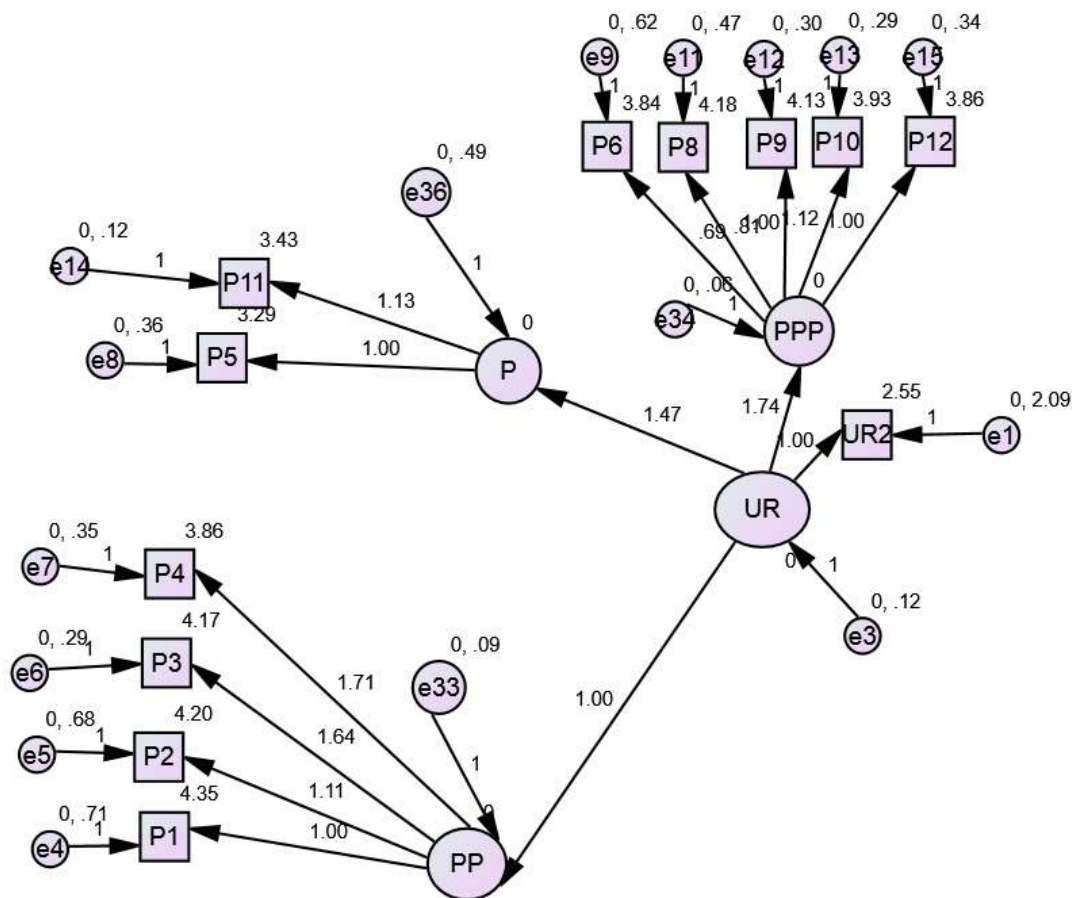 0, .62
0, .47
0, .30
0, .29
0, .34
e9
e11
e12
e13
e15
1
1
1
1
1
3.84
4.18
4.13
3.93
3.86
P6
P8
P9
P10
P12
.69
.81
1.00
1.12
1.00
0, .49
e36
1
0, .12
e14
1
3.43
P11
1.13
0, .36
e8
1
3.29
P5
1.00
0
P
0, .06
e34
1
0
PPP
1.47
1.74
1.00
2.55
UR2
1
0, 2.09
e1
UR
0
1
0, .12
e3
0, .35
e7
1
3.86
P4
0, .29
e6
1
4.17
P3
0, .68
e5
1
4.20
P2
0, .71
e4
1
4.35
P1
1.71
1.64
1.11
1.00
0, .09
e33
1
0
PP
1.00